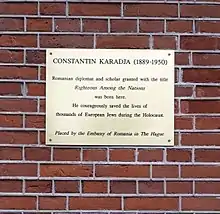 CONSTANTIN KARADJA (1889-1950)
Romanian diplomat and scholar granted with the title
Righteous Among the Nations
was born here.
He courageously saved the lives of
thousands of European Jews during the Holocaust.
Placed by the Embassy of Romania in The Hague